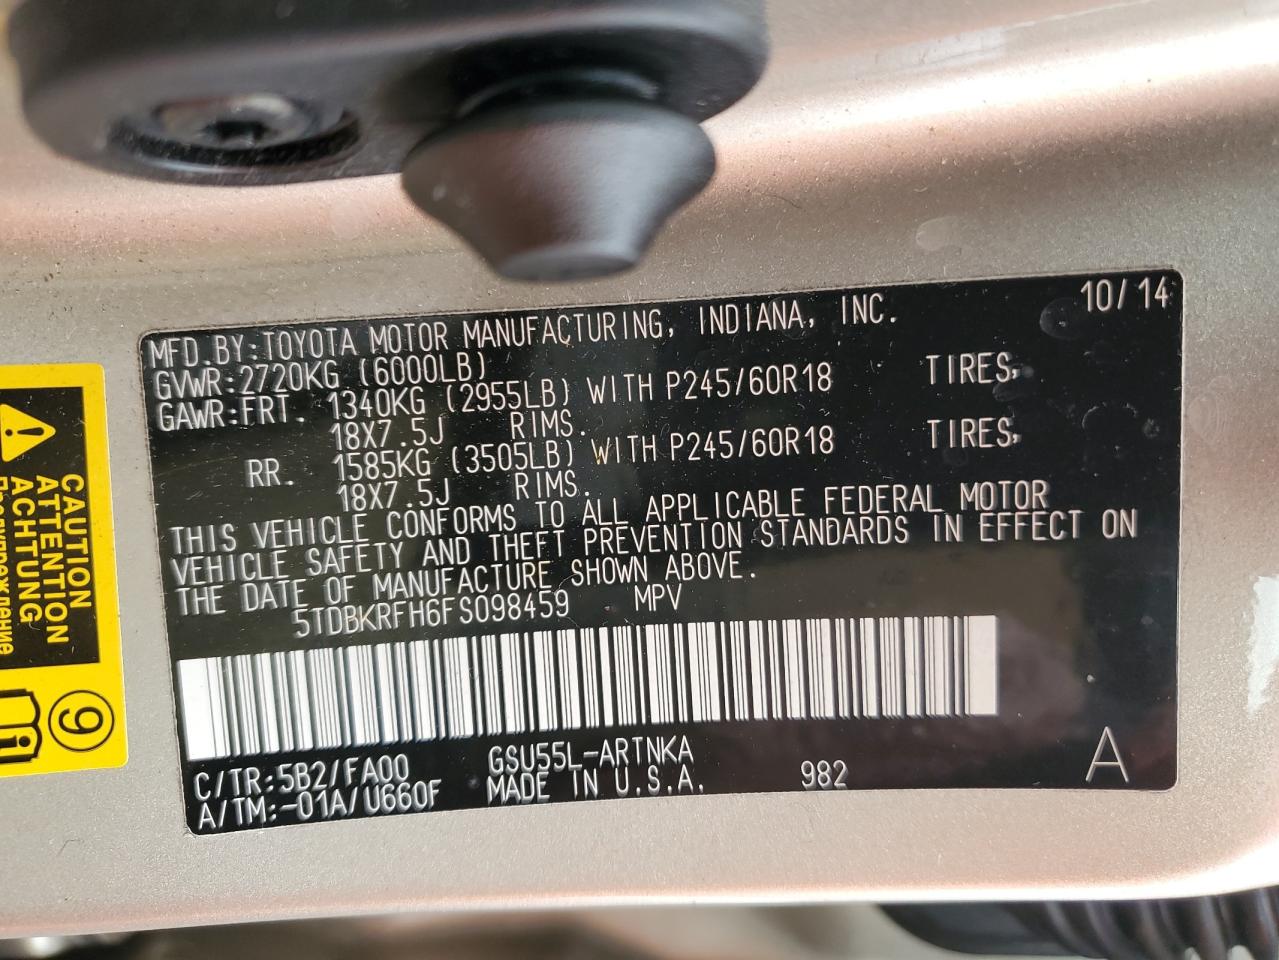 10/14
MFD.BY:TOYOTA MOTOR MANUFACTURING, INDIANA, INC.
GVWR:2720KG (6000LB)
GAWR:FRT. 1340KG (2955LB) WITH P245/60R18 TIRES,
18X7.5J RIMS.
RR. 1585KG (3505LB) WITH P245/60R18 TIRES,
18X7.5J RIMS.
THIS VEHICLE CONFORMS TO ALL APPLICABLE FEDERAL MOTOR
VEHICLE SAFETY AND THEFT PREVENTION STANDARDS IN EFFECT ON
THE DATE OF MANUFACTURE SHOWN ABOVE.
5TDBKRFH6FS098459 MPV
C/TR:5B2/FA00 GSU55L-ARTNKA
A/TM:-01A/U660F MADE IN U.S.A. 982 A
CAUTION
ATTENTION
ACHTUNG
Предупреждение
9